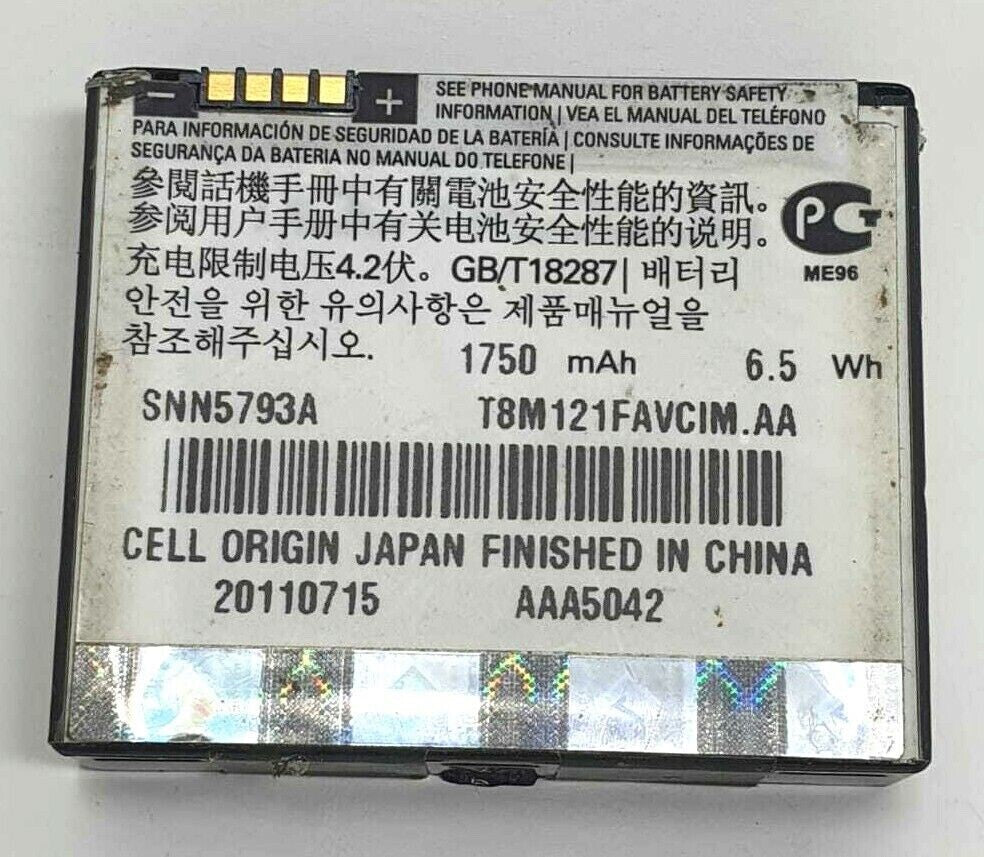 − +
SEE PHONE MANUAL FOR BATTERY SAFETY
INFORMATION | VEA EL MANUAL DEL TELÉFONO
PARA INFORMACIÓN DE SEGURIDAD DE LA BATERÍA | CONSULTE INFORMAÇÕES DE
SEGURANÇA DA BATERIA NO MANUAL DO TELEFONE |
參閱話機手冊中有關電池安全性能的資訊。
参阅用户手册中有关电池安全性能的说明。
充电限制电压4.2伏。GB/T18287 | 배터리
안전을 위한 유의사항은 제품매뉴얼을
참조해주십시오.
PCT
ME96
1750 mAh 6.5 Wh
SNN5793A T8M121FAVCIM.AA
CELL ORIGIN JAPAN FINISHED IN CHINA
20110715 AAA5042